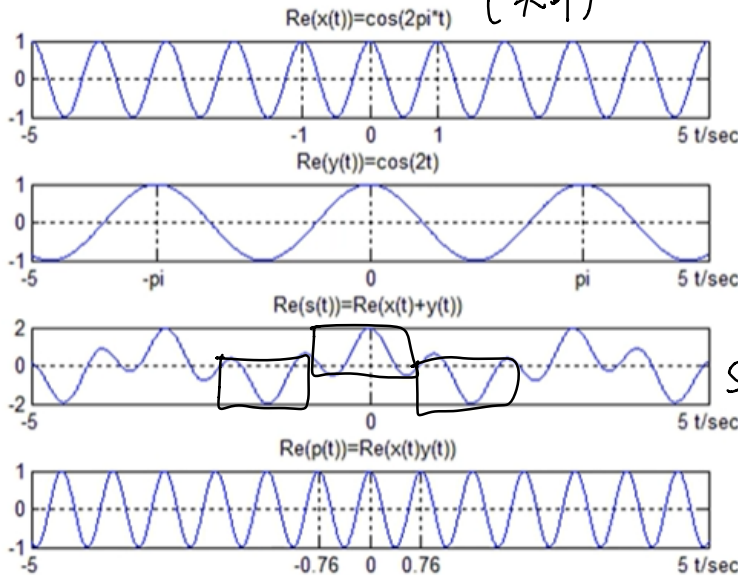 Re(x(t))=cos(2pi*t)
1
0
-1
-5 -1 0 1 5 t/sec
Re(y(t))=cos(2t)
1
0
-1
-5 -pi 0 pi 5 t/sec
Re(s(t))=Re(x(t)+y(t))
2
0
-2
-5 0 5 t/sec
Re(p(t))=Re(x(t)y(t))
1
0
-1
-5 -0.76 0 0.76 5 t/sec